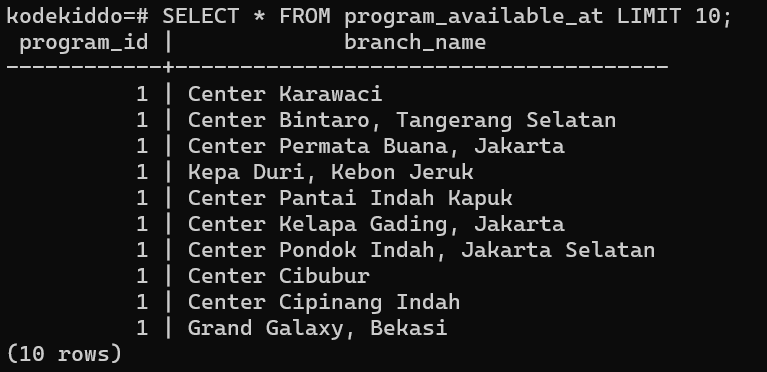 kodekiddo=# SELECT * FROM program_available_at LIMIT 10;
 program_id |             branch_name
------------+--------------------------------------
          1 | Center Karawaci
          1 | Center Bintaro, Tangerang Selatan
          1 | Center Permata Buana, Jakarta
          1 | Kepa Duri, Kebon Jeruk
          1 | Center Pantai Indah Kapuk
          1 | Center Kelapa Gading, Jakarta
          1 | Center Pondok Indah, Jakarta Selatan
          1 | Center Cibubur
          1 | Center Cipinang Indah
          1 | Grand Galaxy, Bekasi
(10 rows)